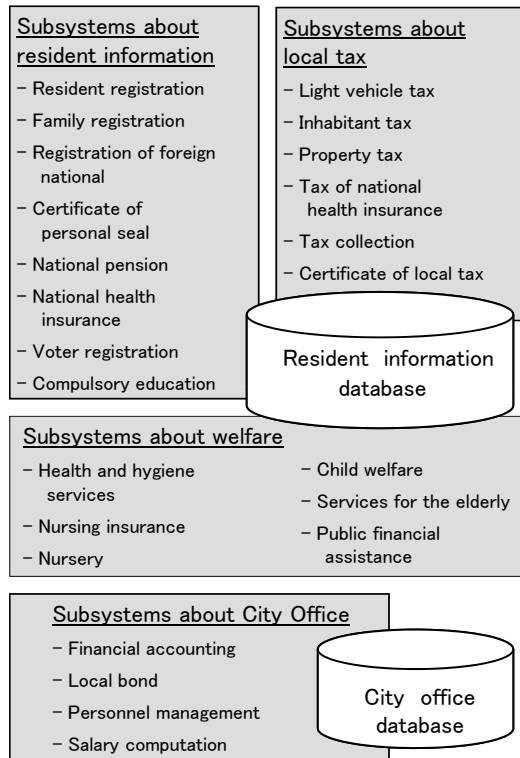 Subsystems about
resident information
- Resident registration
- Family registration
- Registration of foreign
national
- Certificate of
personal seal
- National pension
- National health
insurance
- Voter registration
- Compulsory education
Subsystems about
local tax
- Light vehicle tax
- Inhabitant tax
- Property tax
- Tax of national
health insurance
- Tax collection
- Certificate of local tax
Resident information
database
Subsystems about welfare
- Health and hygiene
services
- Nursing insurance
- Nursery
- Child welfare
- Services for the elderly
- Public financial
assistance
Subsystems about City Office
- Financial accounting
- Local bond
- Personnel management
- Salary computation
City office
database